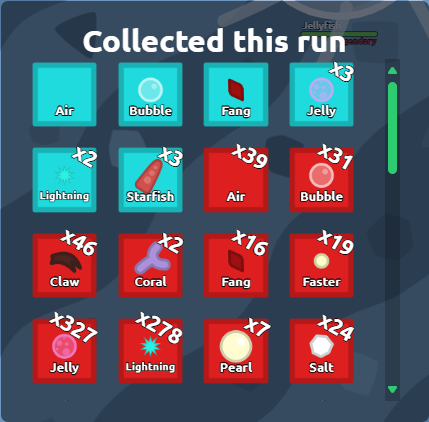 Jellyfish
Collected this run
Air
Bubble
Fang
x3
Jelly
x2
Lightning
x3
Starfish
x39
Air
x31
Bubble
x46
Claw
x2
Coral
x16
Fang
x19
Faster
x327
Jelly
x278
Lightning
x7
Pearl
x24
Salt